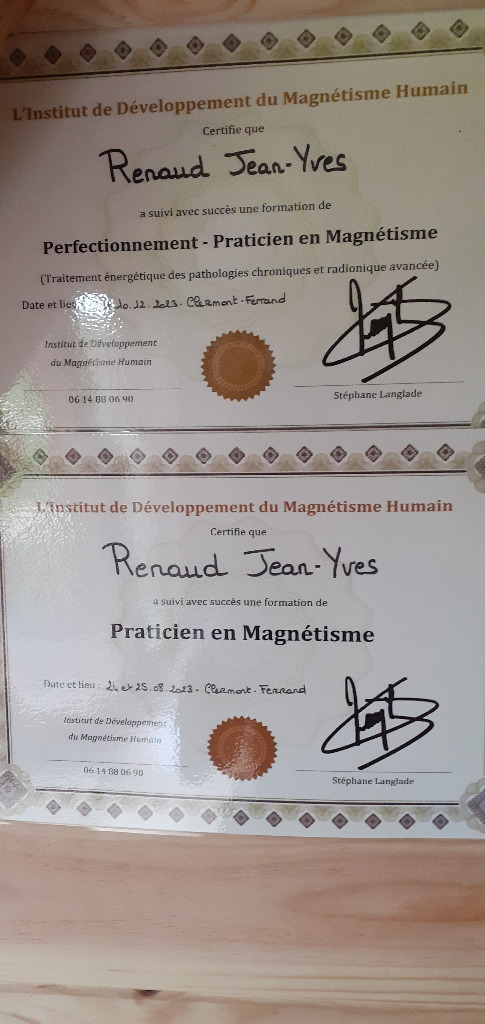 L'Institut de Développement du Magnétisme Humain
Certifie que
Renaud Jean-Yves
a suivi avec succès une formation de
Perfectionnement - Praticien en Magnétisme
(Traitement énergétique des pathologies chroniques et radionique avancée)
Date et lieu 10.12.2023 - Clermont-Ferrand
Institut de Développement
du Magnétisme Humain
06 14 88 06 90
Stéphane Langlade
L'Institut de Développement du Magnétisme Humain
Certifie que
Renaud Jean-Yves
a suivi avec succès une formation de
Praticien en Magnétisme
Date et lieu : 24 et 25.08.2023 - Clermont-Ferrand
Institut de Développement
du Magnétisme Humain
06 14 88 06 90
Stéphane Langlade